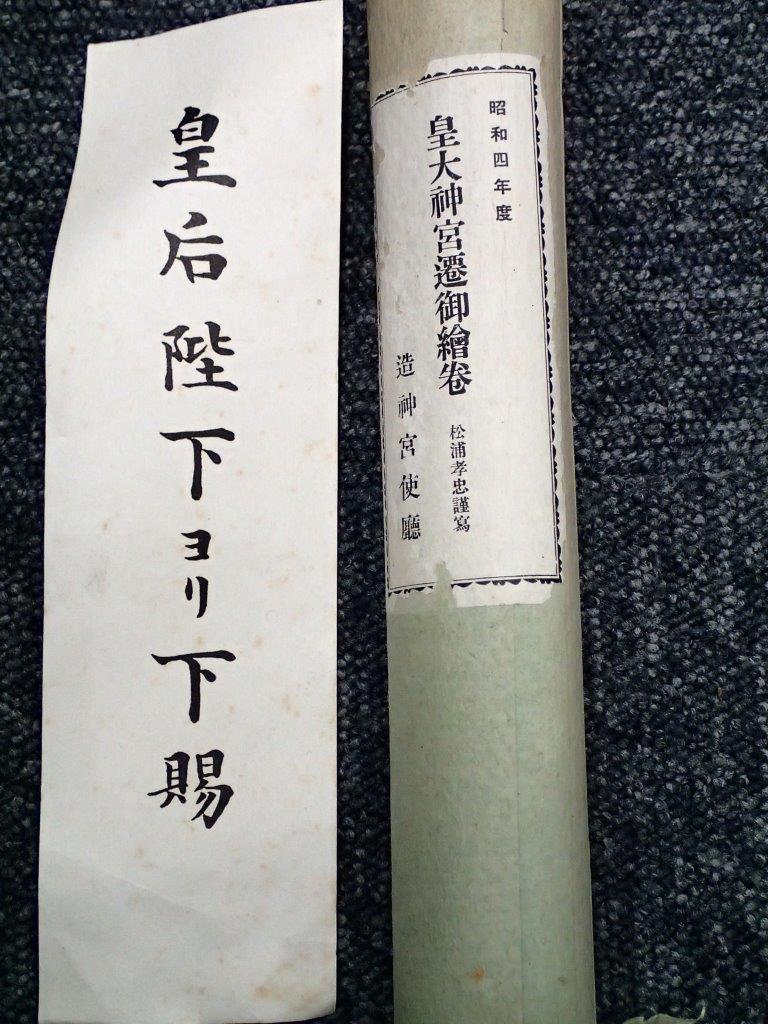 皇后陛下ヨリ下賜
昭和四年度
皇大神宮遷御繪卷
松浦孝忠謹寫
造神宮使廳